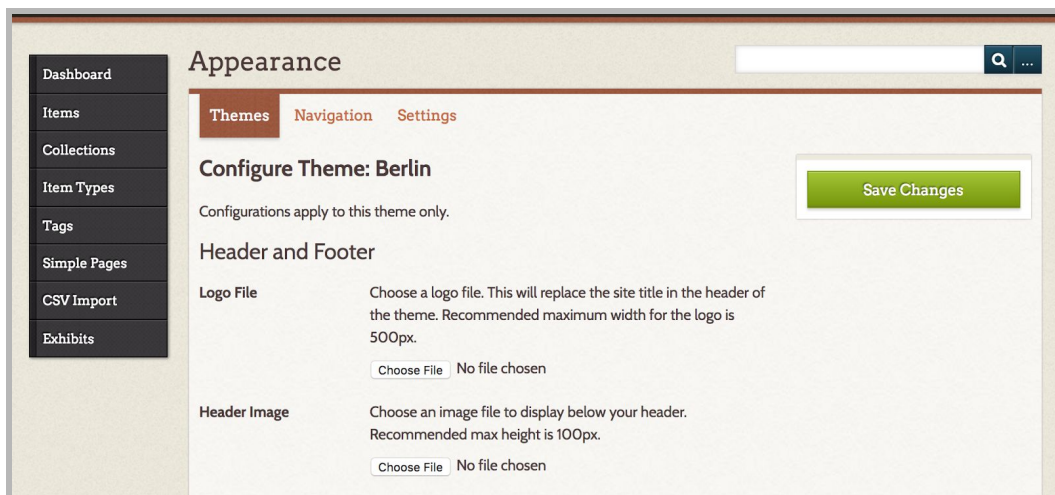 Appearance
...
Dashboard
Items
Collections
Item Types
Tags
Simple Pages
CSV Import
Exhibits
Themes Navigation Settings
Configure Theme: Berlin
Save Changes
Configurations apply to this theme only.
Header and Footer
Logo File
Choose a logo file. This will replace the site title in the header of
the theme. Recommended maximum width for the logo is
500px.
Choose File No file chosen
Header Image
Choose an image file to display below your header.
Recommended max height is 100px.
Choose File No file chosen